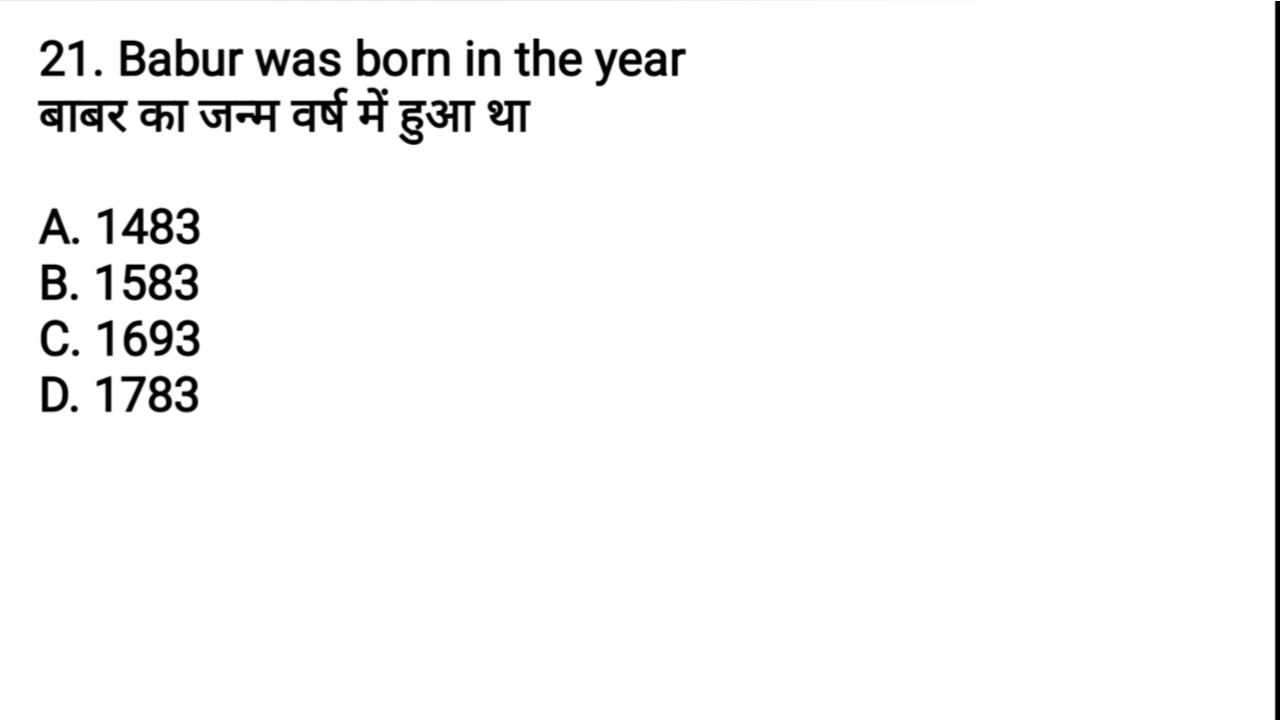 21. Babur was born in the year
बाबर का जन्म वर्ष में हुआ था
A. 1483
B. 1583
C. 1693
D. 1783